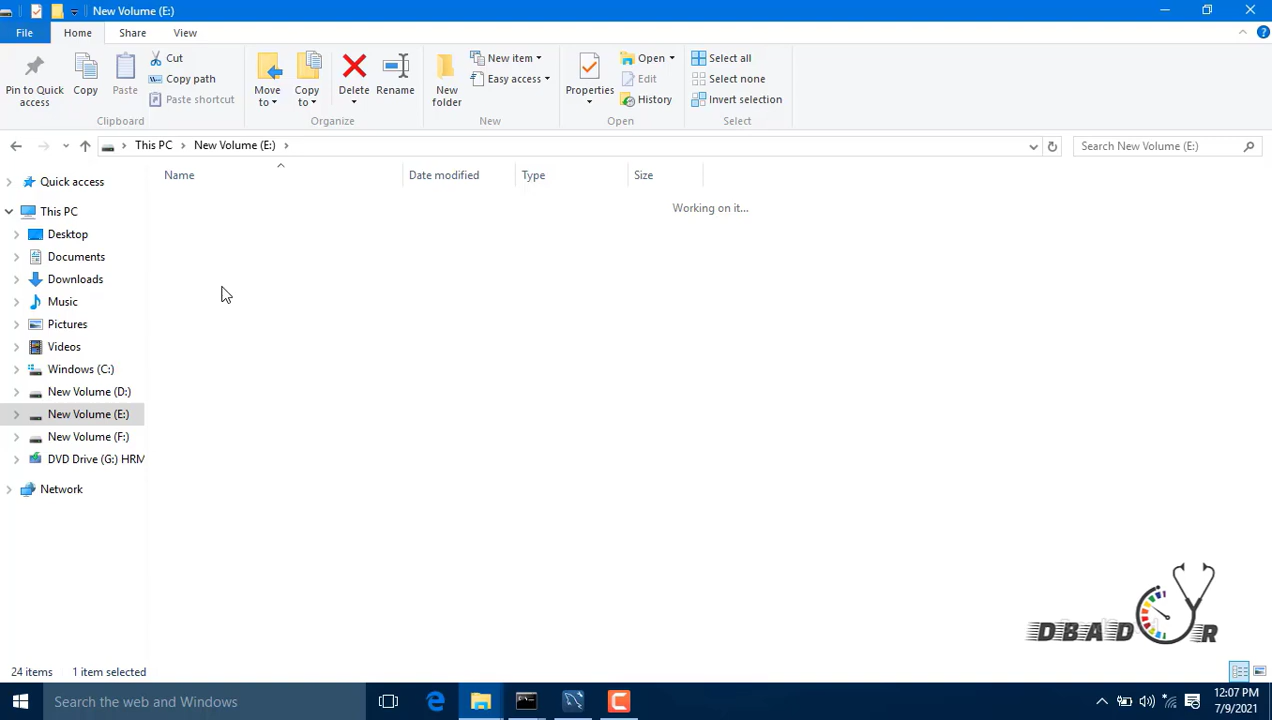 New Volume (E:)
File Home Share View
Pin to Quick access
Copy
Paste
Cut
Copy path
Paste shortcut
Clipboard
Move to
Copy to
Delete
Rename
Organize
New folder
New item
Easy access
New
Properties
Open
Edit
History
Open
Select all
Select none
Invert selection
Select
This PC New Volume (E:)
Search New Volume (E:)
Name Date modified Type Size
Working on it...
Quick access
This PC
Desktop
Documents
Downloads
Music
Pictures
Videos
Windows (C:)
New Volume (D:)
New Volume (E:)
New Volume (F:)
DVD Drive (G:) HRM
Network
24 items 1 item selected
Search the web and Windows
12:07 PM
7/9/2021